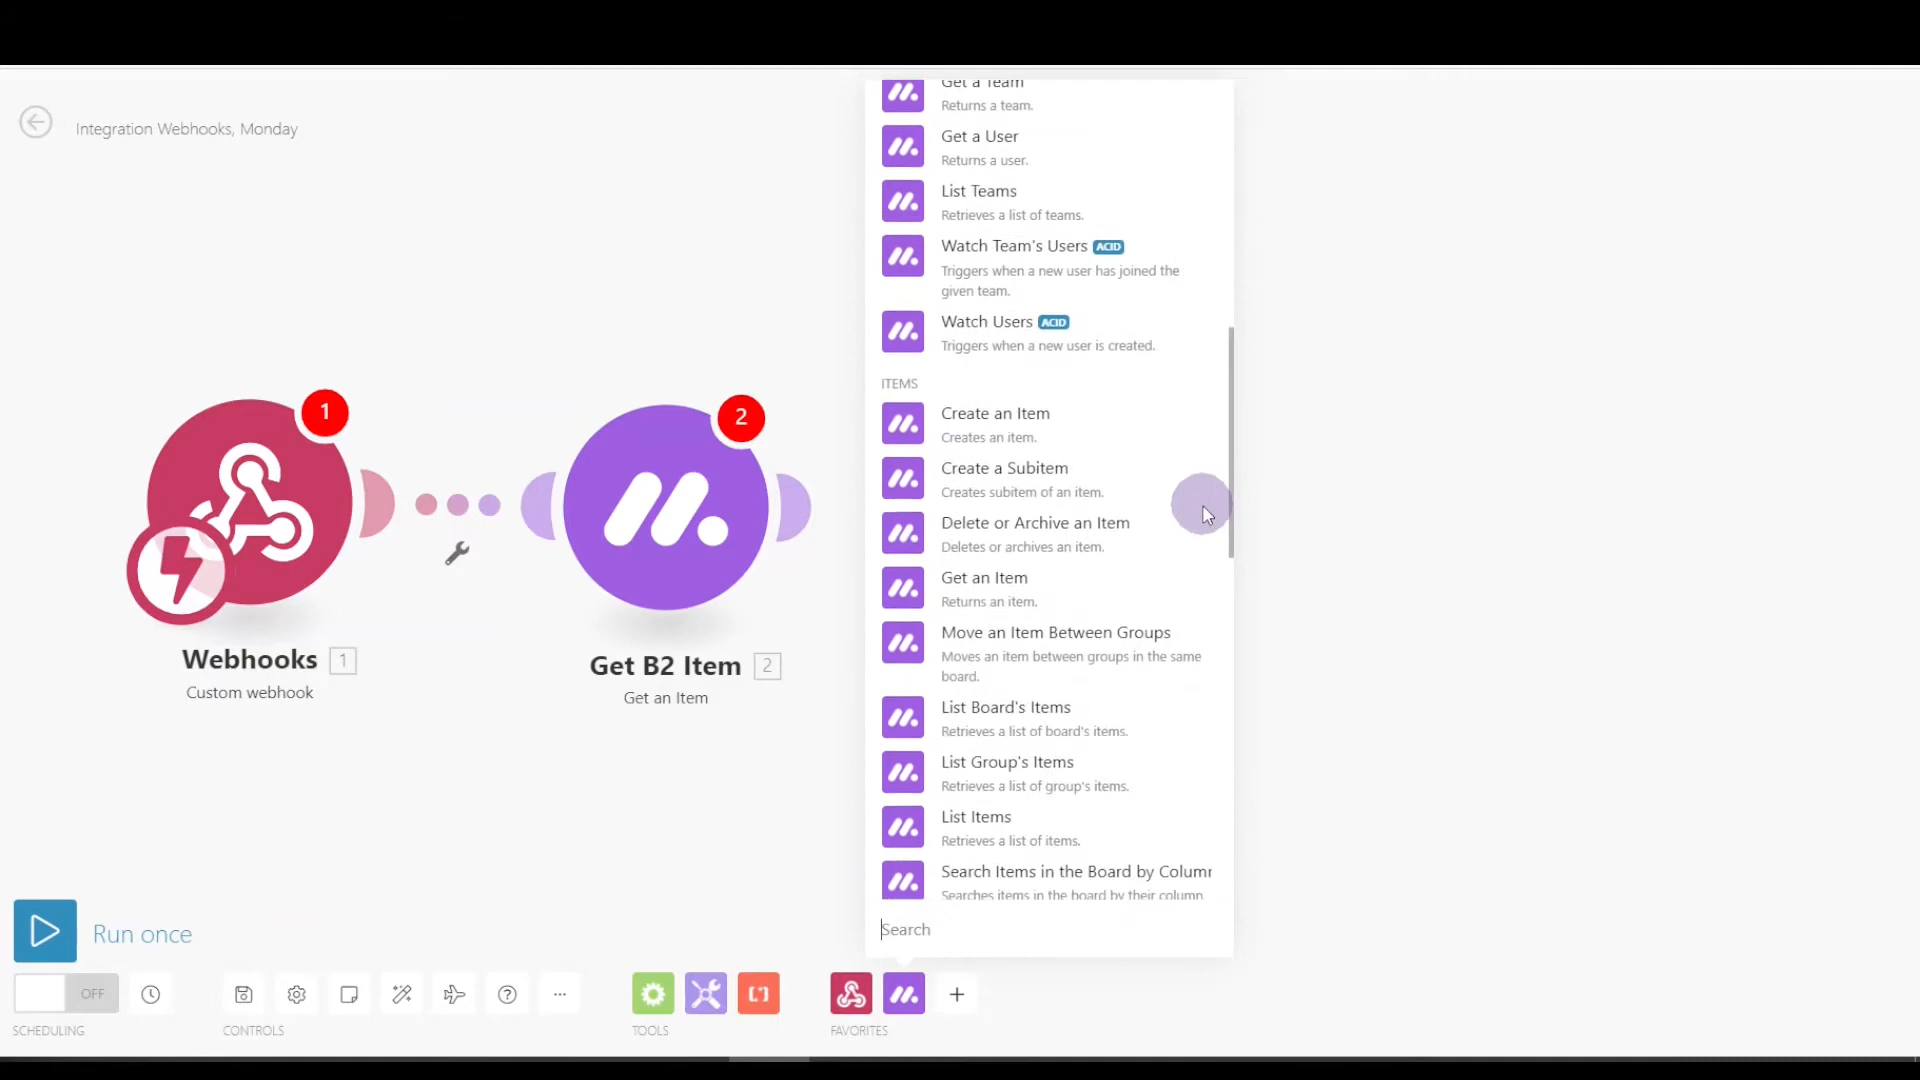 Integration Webhooks, Monday
Get a Team
Returns a team.
Get a User
Returns a user.
List Teams
Retrieves a list of teams.
Watch Team's Users ACID
Triggers when a new user has joined the
given team.
Watch Users ACID
Triggers when a new user is created.
ITEMS
Create an Item
Creates an item.
Create a Subitem
Creates subitem of an item.
Delete or Archive an Item
Deletes or archives an item.
Get an Item
Returns an item.
Move an Item Between Groups
Moves an item between groups in the same
board.
List Board's Items
Retrieves a list of board's items.
List Group's Items
Retrieves a list of group's items.
List Items
Retrieves a list of items.
Search Items in the Board by Column
Searches items in the board by their column
Search
1
Webhooks 1
Custom webhook
2
Get B2 Item 2
Get an Item
Run once
OFF
SCHEDULING
CONTROLS
TOOLS
FAVORITES